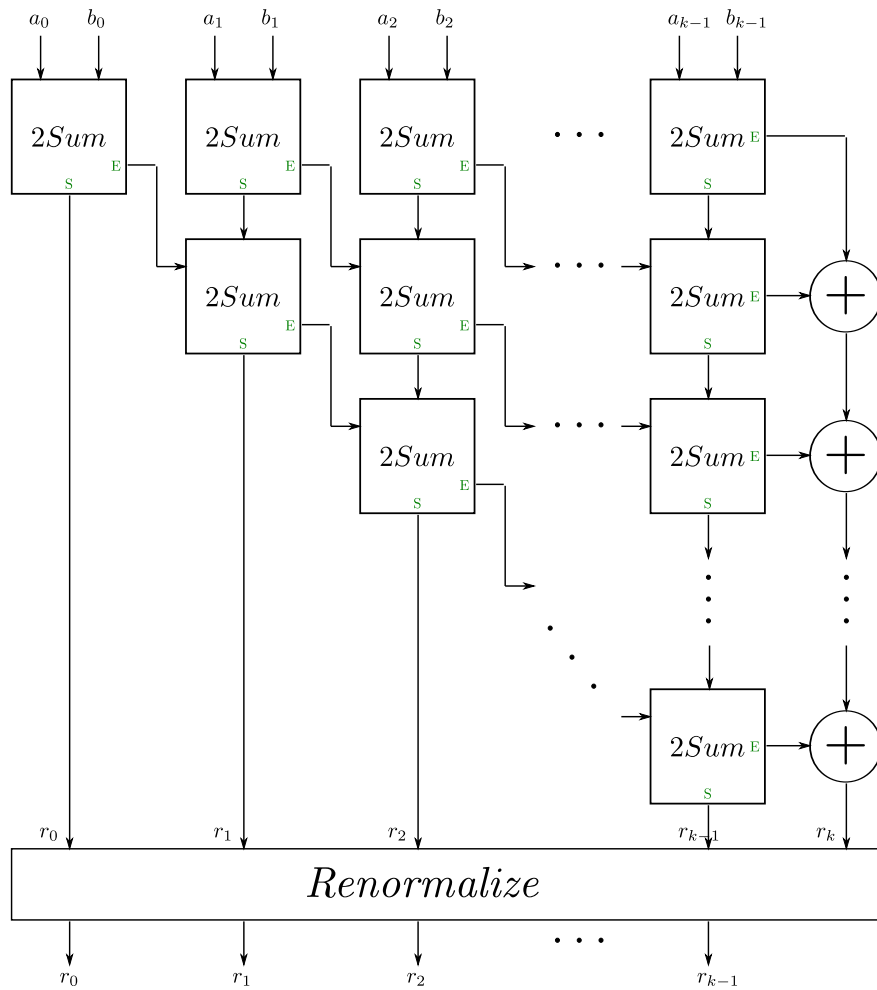 a₀ b₀ a₁ b₁ a₂ b₂ aₖ₋₁ bₖ₋₁
2Sum 2Sum 2Sum · · · 2Sum E
E E E
S S S S
2Sum 2Sum · · · 2Sum E
E E
S S S
2Sum · · · 2Sum E
E
S S
2Sum E
S
r₀ r₁ r₂ rₖ₋₁ rₖ
Renormalize
r₀ r₁ r₂ · · · rₖ₋₁